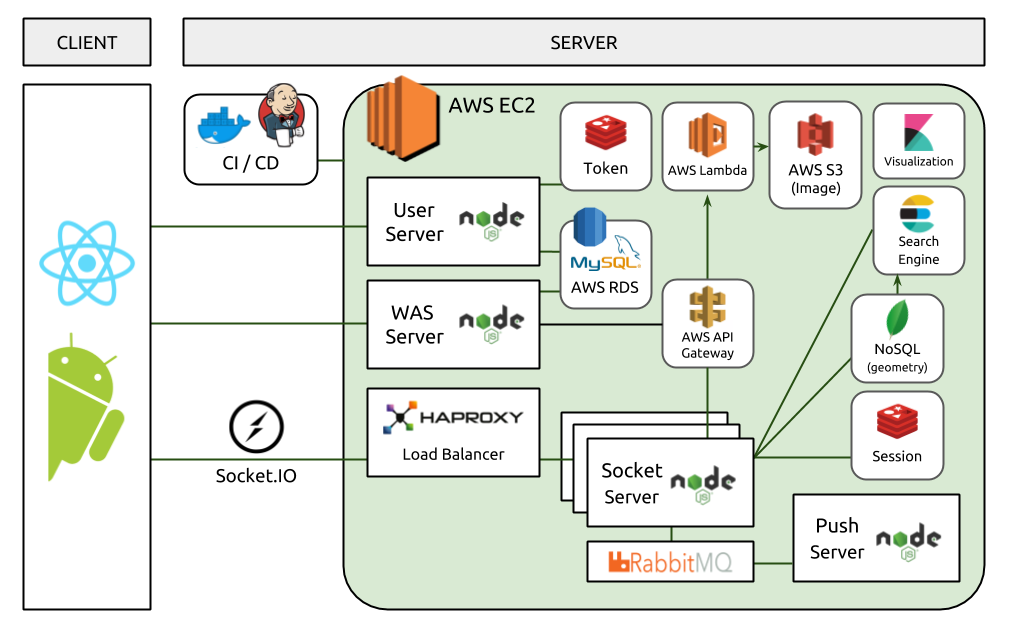 CLIENT
SERVER
CI / CD
AWS EC2
Token
AWS Lambda
AWS S3
(Image)
Visualization
User
Server
node
JS
MySQL
AWS RDS
Search
Engine
WAS
Server
node
JS
AWS API
Gateway
NoSQL
(geometry)
HAPROXY
Load Balancer
Socket.IO
Socket
Server
node
JS
Session
RabbitMQ
Push
Server
node
JS